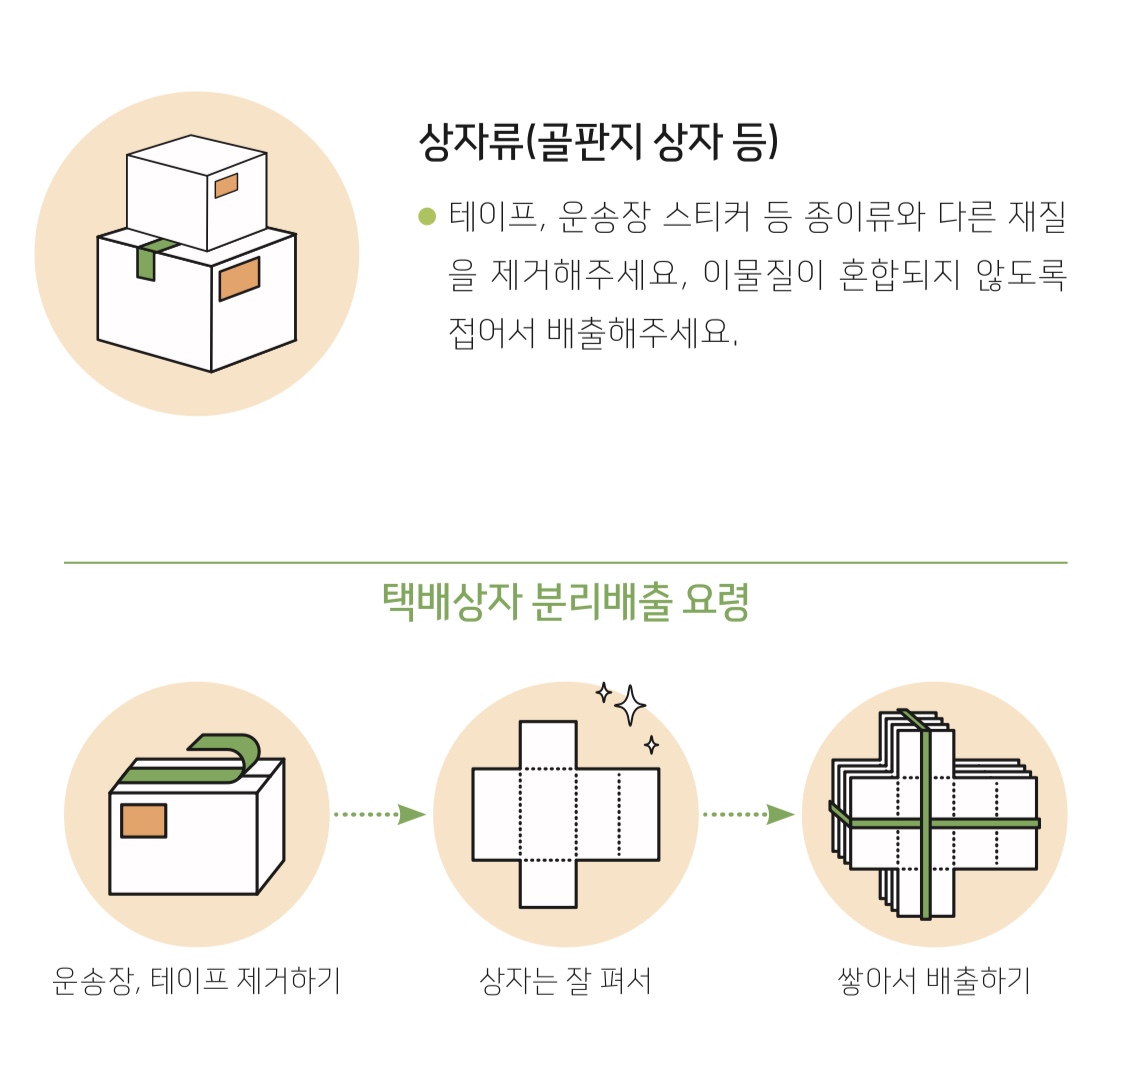 상자류(골판지 상자 등)
테이프, 운송장 스티커 등 종이류와 다른 재질
을 제거해주세요, 이물질이 혼합되지 않도록
접어서 배출해주세요.
택배상자 분리배출 요령
운송장, 테이프 제거하기
상자는 잘 펴서
쌓아서 배출하기